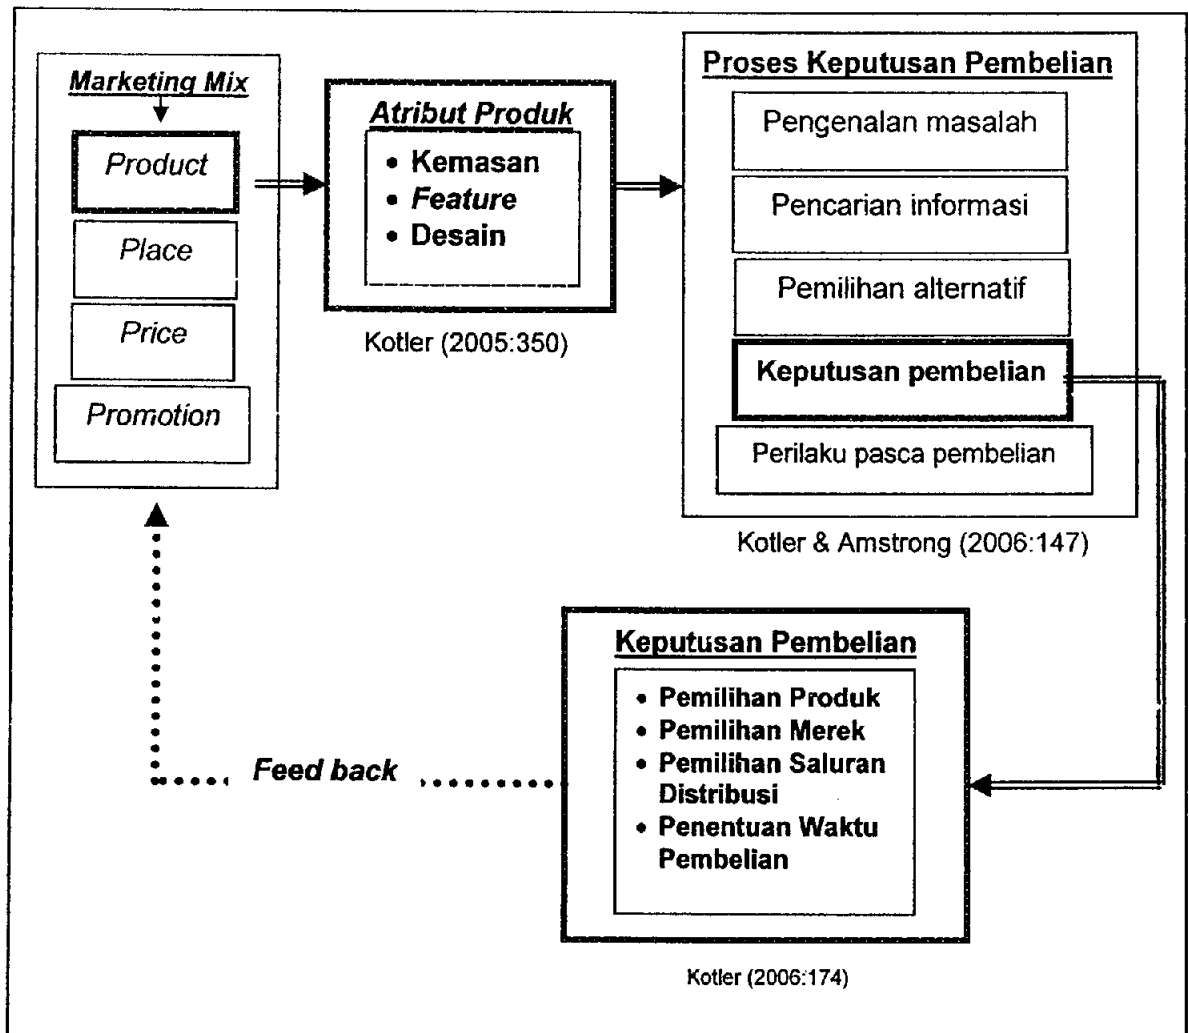 Marketing Mix
Product
Place
Price
Promotion
Atribut Produk
• Kemasan
• Feature
• Desain
Kotler (2005:350)
Proses Keputusan Pembelian
Pengenalan masalah
Pencarian informasi
Pemilihan alternatif
Keputusan pembelian
Perilaku pasca pembelian
Kotler & Amstrong (2006:147)
Keputusan Pembelian
• Pemilihan Produk
• Pemilihan Merek
• Pemilihan Saluran
Distribusi
• Penentuan Waktu
Pembelian
Kotler (2006:174)
Feed back